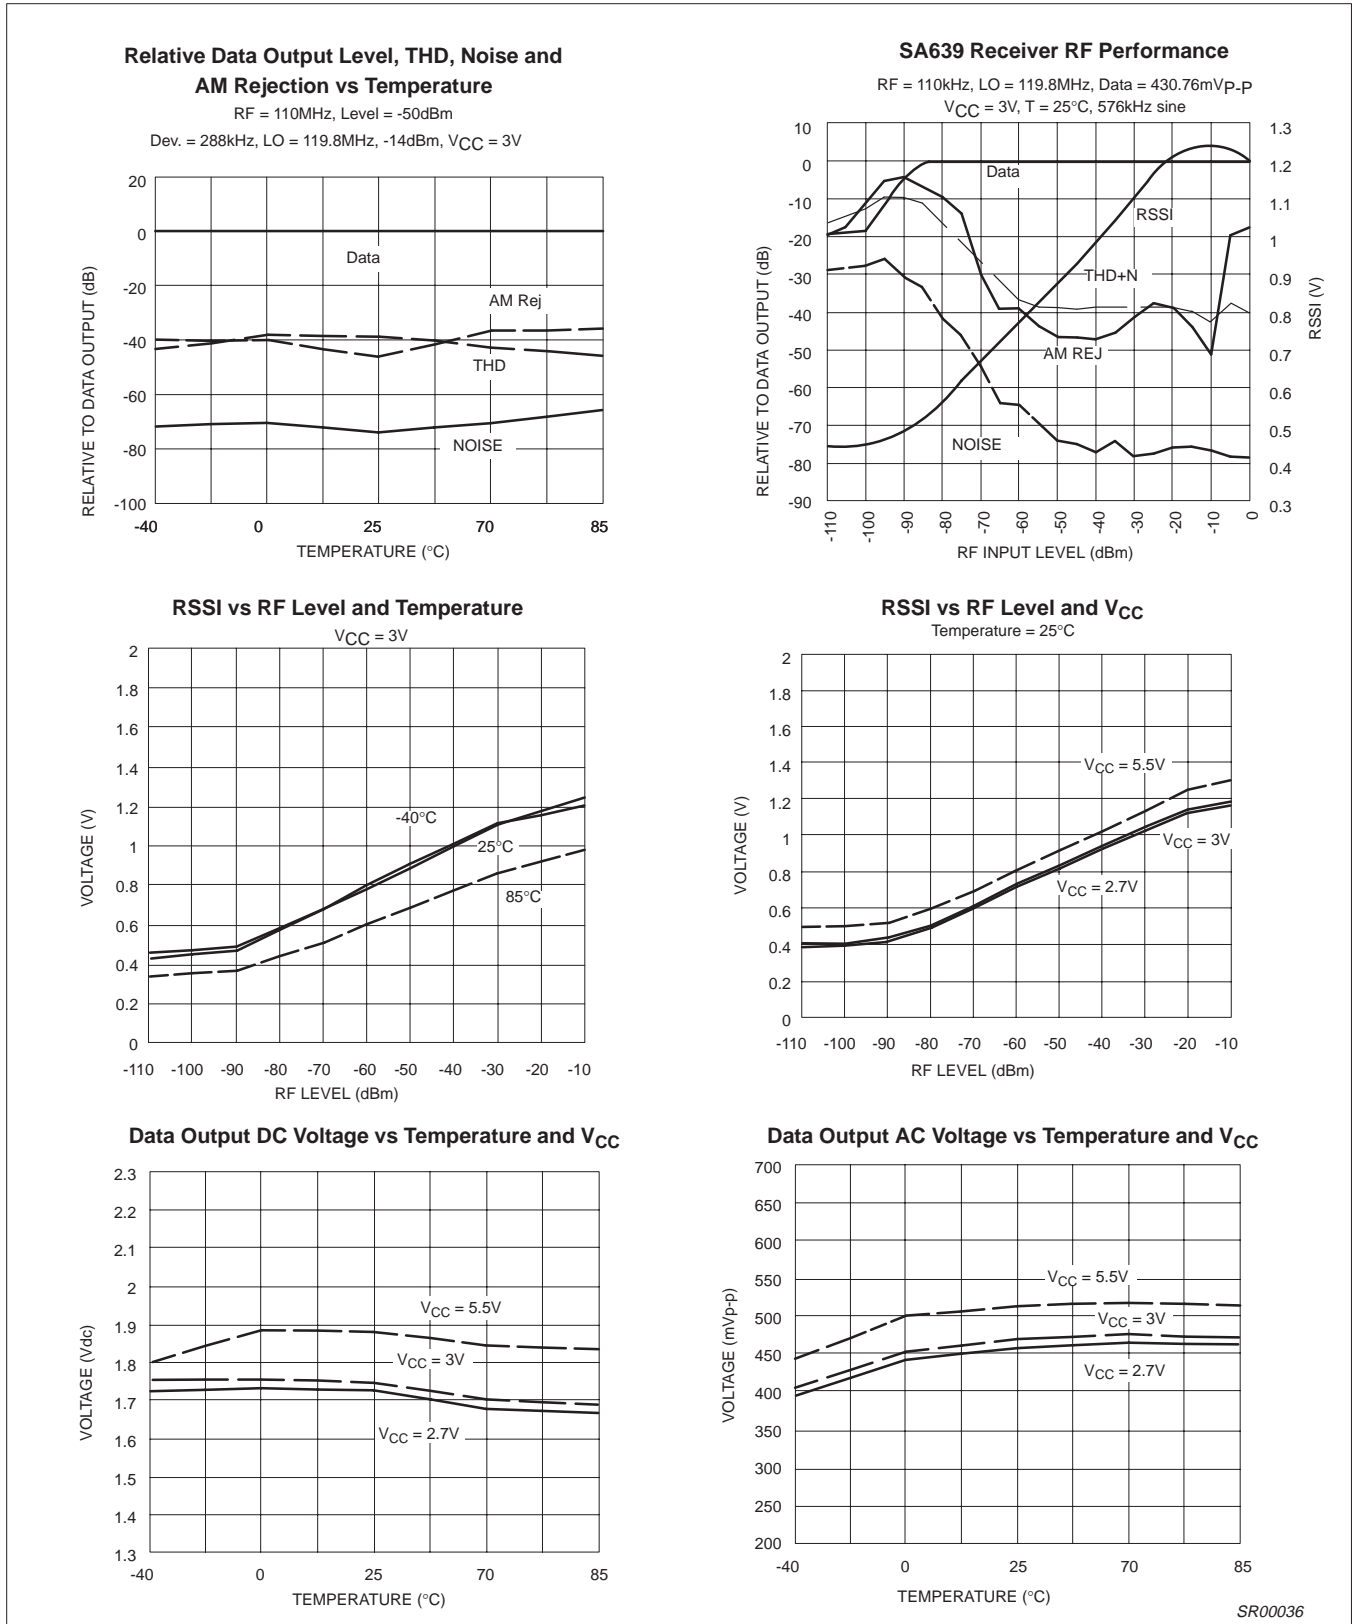 Relative Data Output Level, THD, Noise and
AM Rejection vs Temperature
RF = 110MHz, Level = -50dBm
Dev. = 288kHz, LO = 119.8MHz, -14dBm, VCC = 3V
20
0
-20
-40
-60
-80
-100
RELATIVE TO DATA OUTPUT (dB)
Data
AM Rej
THD
NOISE
-40 0 25 70 85
TEMPERATURE (°C)
SA639 Receiver RF Performance
RF = 110kHz, LO = 119.8MHz, Data = 430.76mVP-P
VCC = 3V, T = 25°C, 576kHz sine
10
0
-10
-20
-30
-40
-50
-60
-70
-80
-90
RELATIVE TO DATA OUTPUT (dB)
Data
RSSI
THD+N
AM REJ
NOISE
1.3
1.2
1.1
1
0.9
0.8
0.7
0.6
0.5
0.4
0.3
RSSI (V)
-110 -100 -90 -80 -70 -60 -50 -40 -30 -20 -10 0
RF INPUT LEVEL (dBm)
RSSI vs RF Level and Temperature
VCC = 3V
2
1.8
1.6
1.4
1.2
1
0.8
0.6
0.4
0.2
0
VOLTAGE (V)
-40°C
25°C
85°C
-110 -100 -90 -80 -70 -60 -50 -40 -30 -20 -10
RF LEVEL (dBm)
RSSI vs RF Level and VCC
Temperature = 25°C
2
1.8
1.6
1.4
1.2
1
0.8
0.6
0.4
0.2
0
VOLTAGE (V)
VCC = 5.5V
VCC = 3V
VCC = 2.7V
-110 -100 -90 -80 -70 -60 -50 -40 -30 -20 -10
RF LEVEL (dBm)
Data Output DC Voltage vs Temperature and VCC
2.3
2.2
2.1
2
1.9
1.8
1.7
1.6
1.5
1.4
1.3
VOLTAGE (Vdc)
VCC = 5.5V
VCC = 3V
VCC = 2.7V
-40 0 25 70 85
TEMPERATURE (°C)
Data Output AC Voltage vs Temperature and VCC
700
650
600
550
500
450
400
350
300
250
200
VOLTAGE (mVp-p)
VCC = 5.5V
VCC = 3V
VCC = 2.7V
-40 0 25 70 85
TEMPERATURE (°C)
SR00036